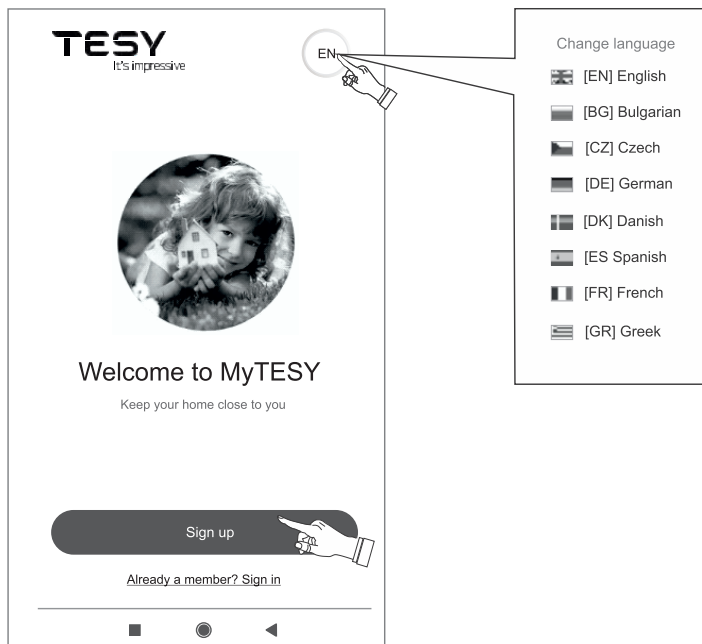 TESY
It's impressive
EN
Welcome to MyTESY
Keep your home close to you
Sign up
Already a member? Sign in
Change language
[EN] English
[BG] Bulgarian
[CZ] Czech
[DE] German
[DK] Danish
[ES Spanish
[FR] French
[GR] Greek